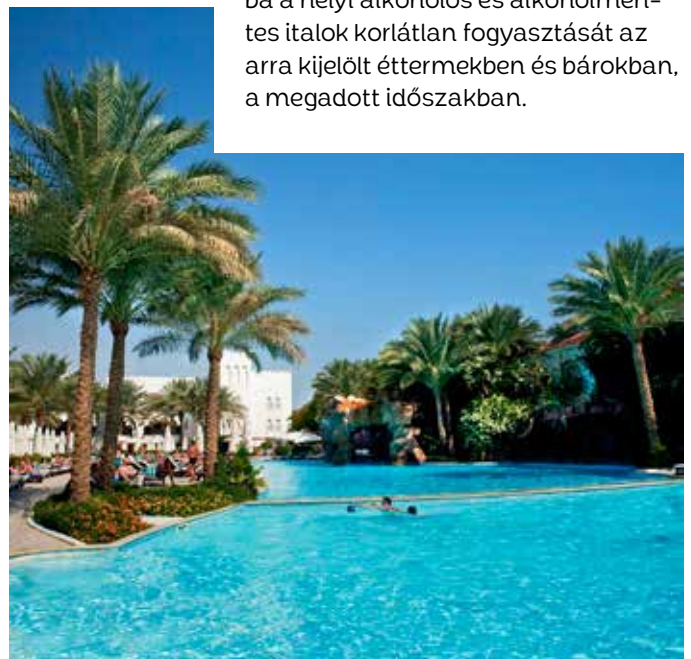 ba a helyi alkoholos és alkoholmen-
tes italok korlátlan fogyasztását az
arra kijelölt éttermekben és bárokban,
a megadott időszakban.